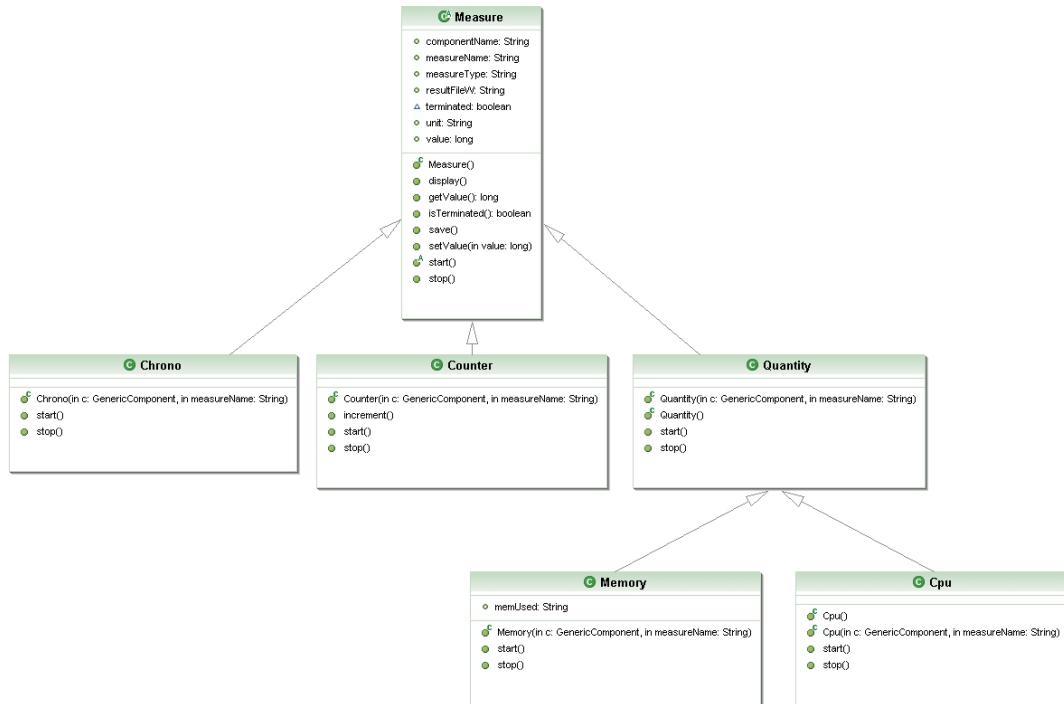 Measure
componentName: String
measureName: String
measureType: String
resultFileW: String
terminated: boolean
unit: String
value: long
Measure()
display()
getValue(): long
isTerminated(): boolean
save()
setValue(in value: long)
start()
stop()
Chrono
Chrono(in c: GenericComponent, in measureName: String)
start()
stop()
Counter
Counter(in c: GenericComponent, in measureName: String)
increment()
start()
stop()
Quantity
Quantity(in c: GenericComponent, in measureName: String)
Quantity()
start()
stop()
Memory
memUsed: String
Memory(in c: GenericComponent, in measureName: String)
start()
stop()
Cpu
Cpu()
Cpu(in c: GenericComponent, in measureName: String)
start()
stop()